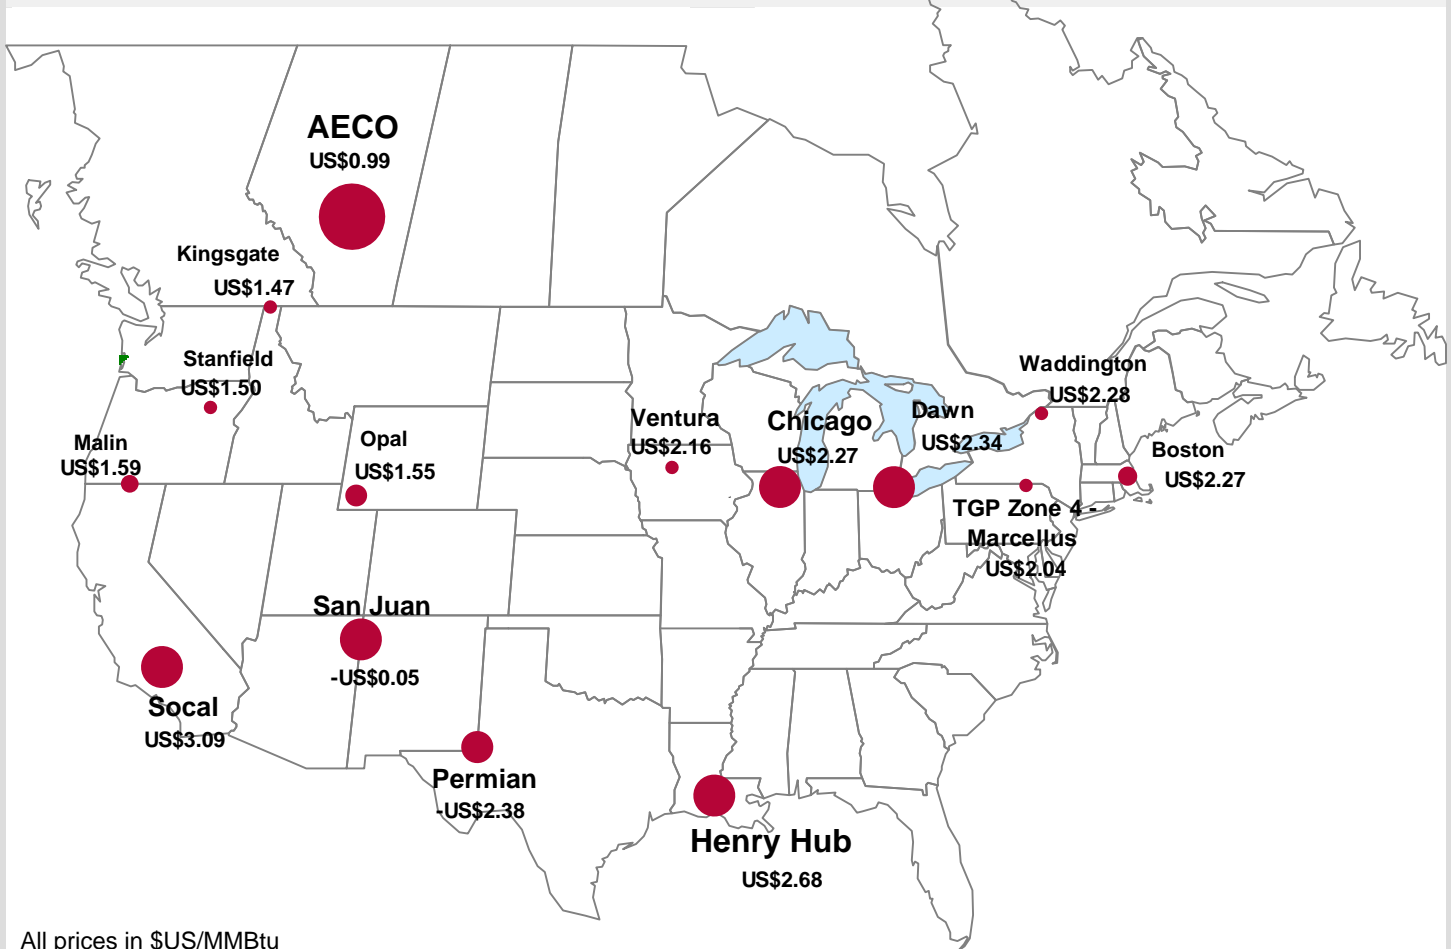 AECO
US$0.99
Kingsgate
US$1.47
Stanfield
US$1.50
Malin
US$1.59
Opal
US$1.55
Ventura
US$2.16
Chicago
US$2.27
Dawn
US$2.34
Waddington
US$2.28
Boston
US$2.27
TGP Zone 4 -
Marcellus
US$2.04
San Juan
-US$0.05
Socal
US$3.09
Permian
-US$2.38
Henry Hub
US$2.68
All prices in $US/MMBtu